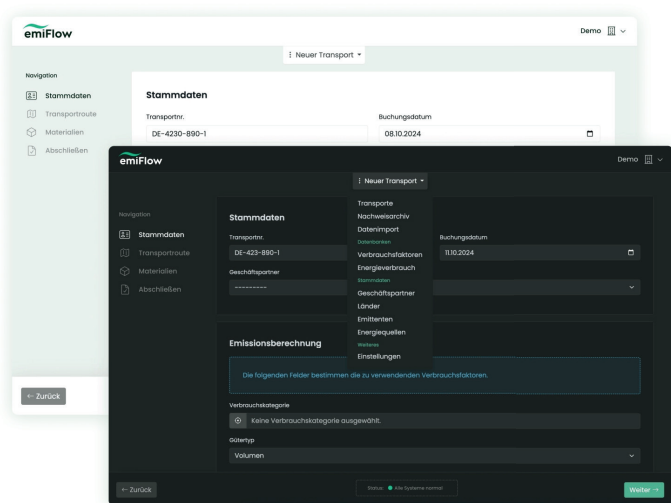 emiFlow
Demo
⋮ Neuer Transport
Navigation
Stammdaten
Transportroute
Materialien
Abschließen
Stammdaten
Transportnr.
DE-4230-890-1
Buchungsdatum
08.10.2024
← Zurück
emiFlow
Demo
⋮ Neuer Transport
Transporte
Nachweisarchiv
Datenimport
Datenbanken
Verbrauchsfaktoren
Energieverbrauch
Stammdaten
Geschäftspartner
Länder
Emittenten
Energiequellen
Weiteres
Einstellungen
Navigation
Stammdaten
Transportroute
Materialien
Abschließen
Stammdaten
Transportnr.
DE-423-890-1
Buchungsdatum
11.10.2024
Geschäftspartner
---------
Emissionsberechnung
Die folgenden Felder bestimmen die zu verwendenden Verbrauchsfaktoren.
Verbrauchskategorie
Keine Verbrauchskategorie ausgewählt.
Gütertyp
Volumen
← Zurück
Status: Alle Systeme normal
Weiter →